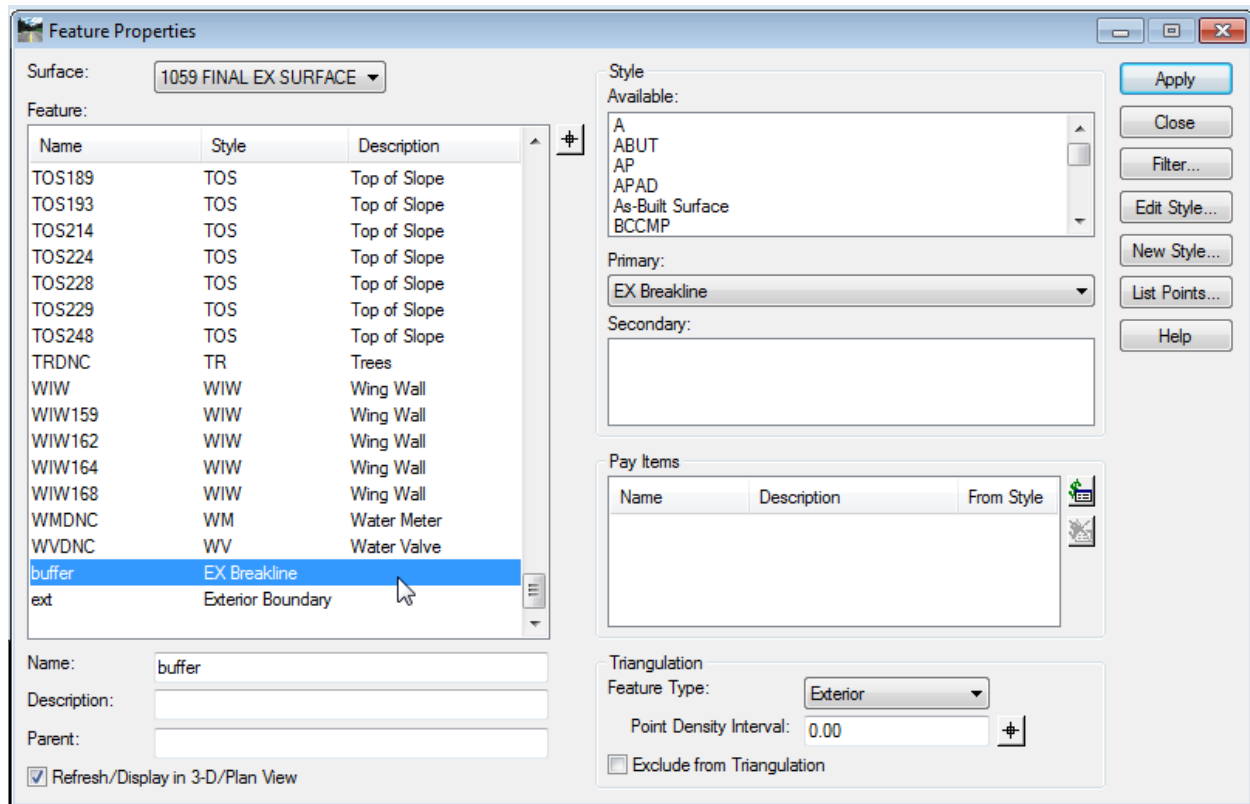 Feature Properties
Surface: 1059 FINAL EX SURFACE
Feature:
Name Style Description
TOS189 TOS Top of Slope
TOS193 TOS Top of Slope
TOS214 TOS Top of Slope
TOS224 TOS Top of Slope
TOS228 TOS Top of Slope
TOS229 TOS Top of Slope
TOS248 TOS Top of Slope
TRDNC TR Trees
WIW WIW Wing Wall
WIW159 WIW Wing Wall
WIW162 WIW Wing Wall
WIW164 WIW Wing Wall
WIW168 WIW Wing Wall
WMDNC WM Water Meter
WVDNC WV Water Valve
buffer EX Breakline
ext Exterior Boundary
Name: buffer
Description:
Parent:
Refresh/Display in 3-D/Plan View
Style
Available:
A
ABUT
AP
APAD
As-Built Surface
BCCMP
Primary:
EX Breakline
Secondary:
Pay Items
Name Description From Style
Triangulation
Feature Type: Exterior
Point Density Interval: 0.00
Exclude from Triangulation
Apply
Close
Filter...
Edit Style...
New Style...
List Points...
Help